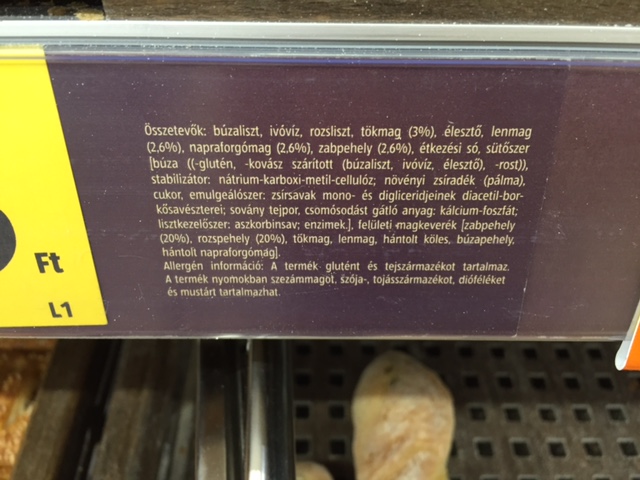 Összetevők: búzaliszt, ivóvíz, rozsliszt, tökmag (3%), élesztő, lenmag
(2,6%), napraforgómag (2,6%), zabpehely (2,6%), étkezési só, sütőszer
[búza ((-glutén, -kovász szárított (búzaliszt, ivóvíz, élesztő), -rost)),
stabilizátor: nátrium-karboxi-metil-cellulóz; növényi zsíradék (pálma),
cukor, emulgeálószer: zsírsavak mono- és digliceridjeinek diacetil-bor-
kősavészterei; sovány tejpor, csomósodást gátló anyag: kálcium-foszfát;
lisztkezelőszer: aszkorbinsav; enzimek.], felületi magkeverék [zabpehely
(20%), rozspehely (20%), tökmag, lenmag, hántolt köles, búzapehely,
hántolt napraforgómag].
Allergén információ: A termék glutént és tejszármazékot tartalmaz.
A termék nyomokban szezámmagot, szója-, tojásszármazékot, dióféléket
és mustárt tartalmazhat.
Ft
L1